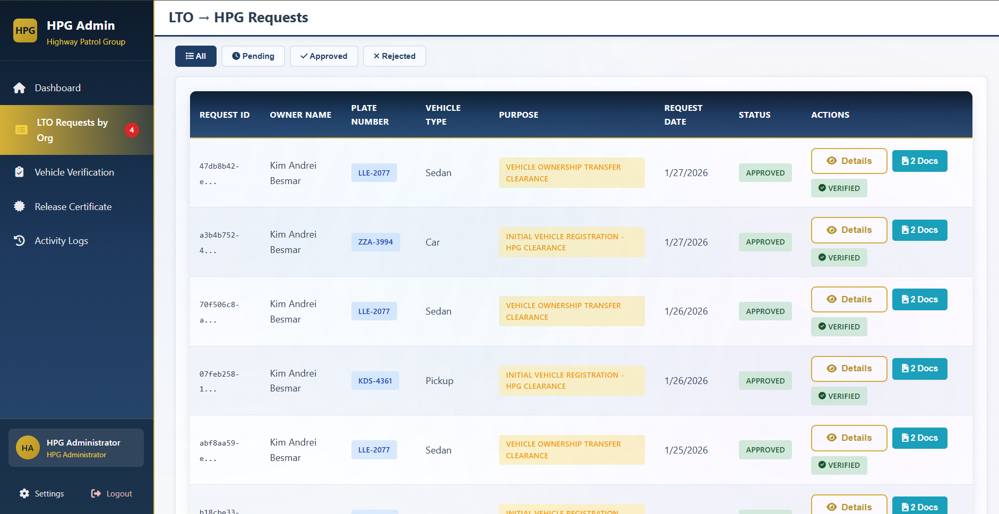 HPG
HPG Admin
Highway Patrol Group
Dashboard
LTO Requests by
Org
4
Vehicle Verification
Release Certificate
Activity Logs
HA
HPG Administrator
HPG Administrator
Settings
Logout
LTO → HPG Requests
All
Pending
Approved
Rejected
REQUEST ID
OWNER NAME
PLATE
NUMBER
VEHICLE
TYPE
PURPOSE
REQUEST
DATE
STATUS
ACTIONS
47db8b42-
e...
Kim Andrei
Besmar
LLE-2077
Sedan
VEHICLE OWNERSHIP TRANSFER
CLEARANCE
1/27/2026
APPROVED
Details
2 Docs
VERIFIED
a3b4b752-
4...
Kim Andrei
Besmar
ZZA-3994
Car
INITIAL VEHICLE REGISTRATION -
HPG CLEARANCE
1/27/2026
APPROVED
Details
2 Docs
VERIFIED
70f506c8-
a...
Kim Andrei
Besmar
LLE-2077
Sedan
VEHICLE OWNERSHIP TRANSFER
CLEARANCE
1/26/2026
APPROVED
Details
2 Docs
VERIFIED
07feb258-
1...
Kim Andrei
Besmar
KDS-4361
Pickup
INITIAL VEHICLE REGISTRATION -
HPG CLEARANCE
1/26/2026
APPROVED
Details
2 Docs
VERIFIED
abf8aa59-
e...
Kim Andrei
Besmar
LLE-2077
Sedan
VEHICLE OWNERSHIP TRANSFER
CLEARANCE
1/25/2026
APPROVED
Details
2 Docs
VERIFIED
INITIAL VEHICLE REGISTRATION
Details
2 Docs